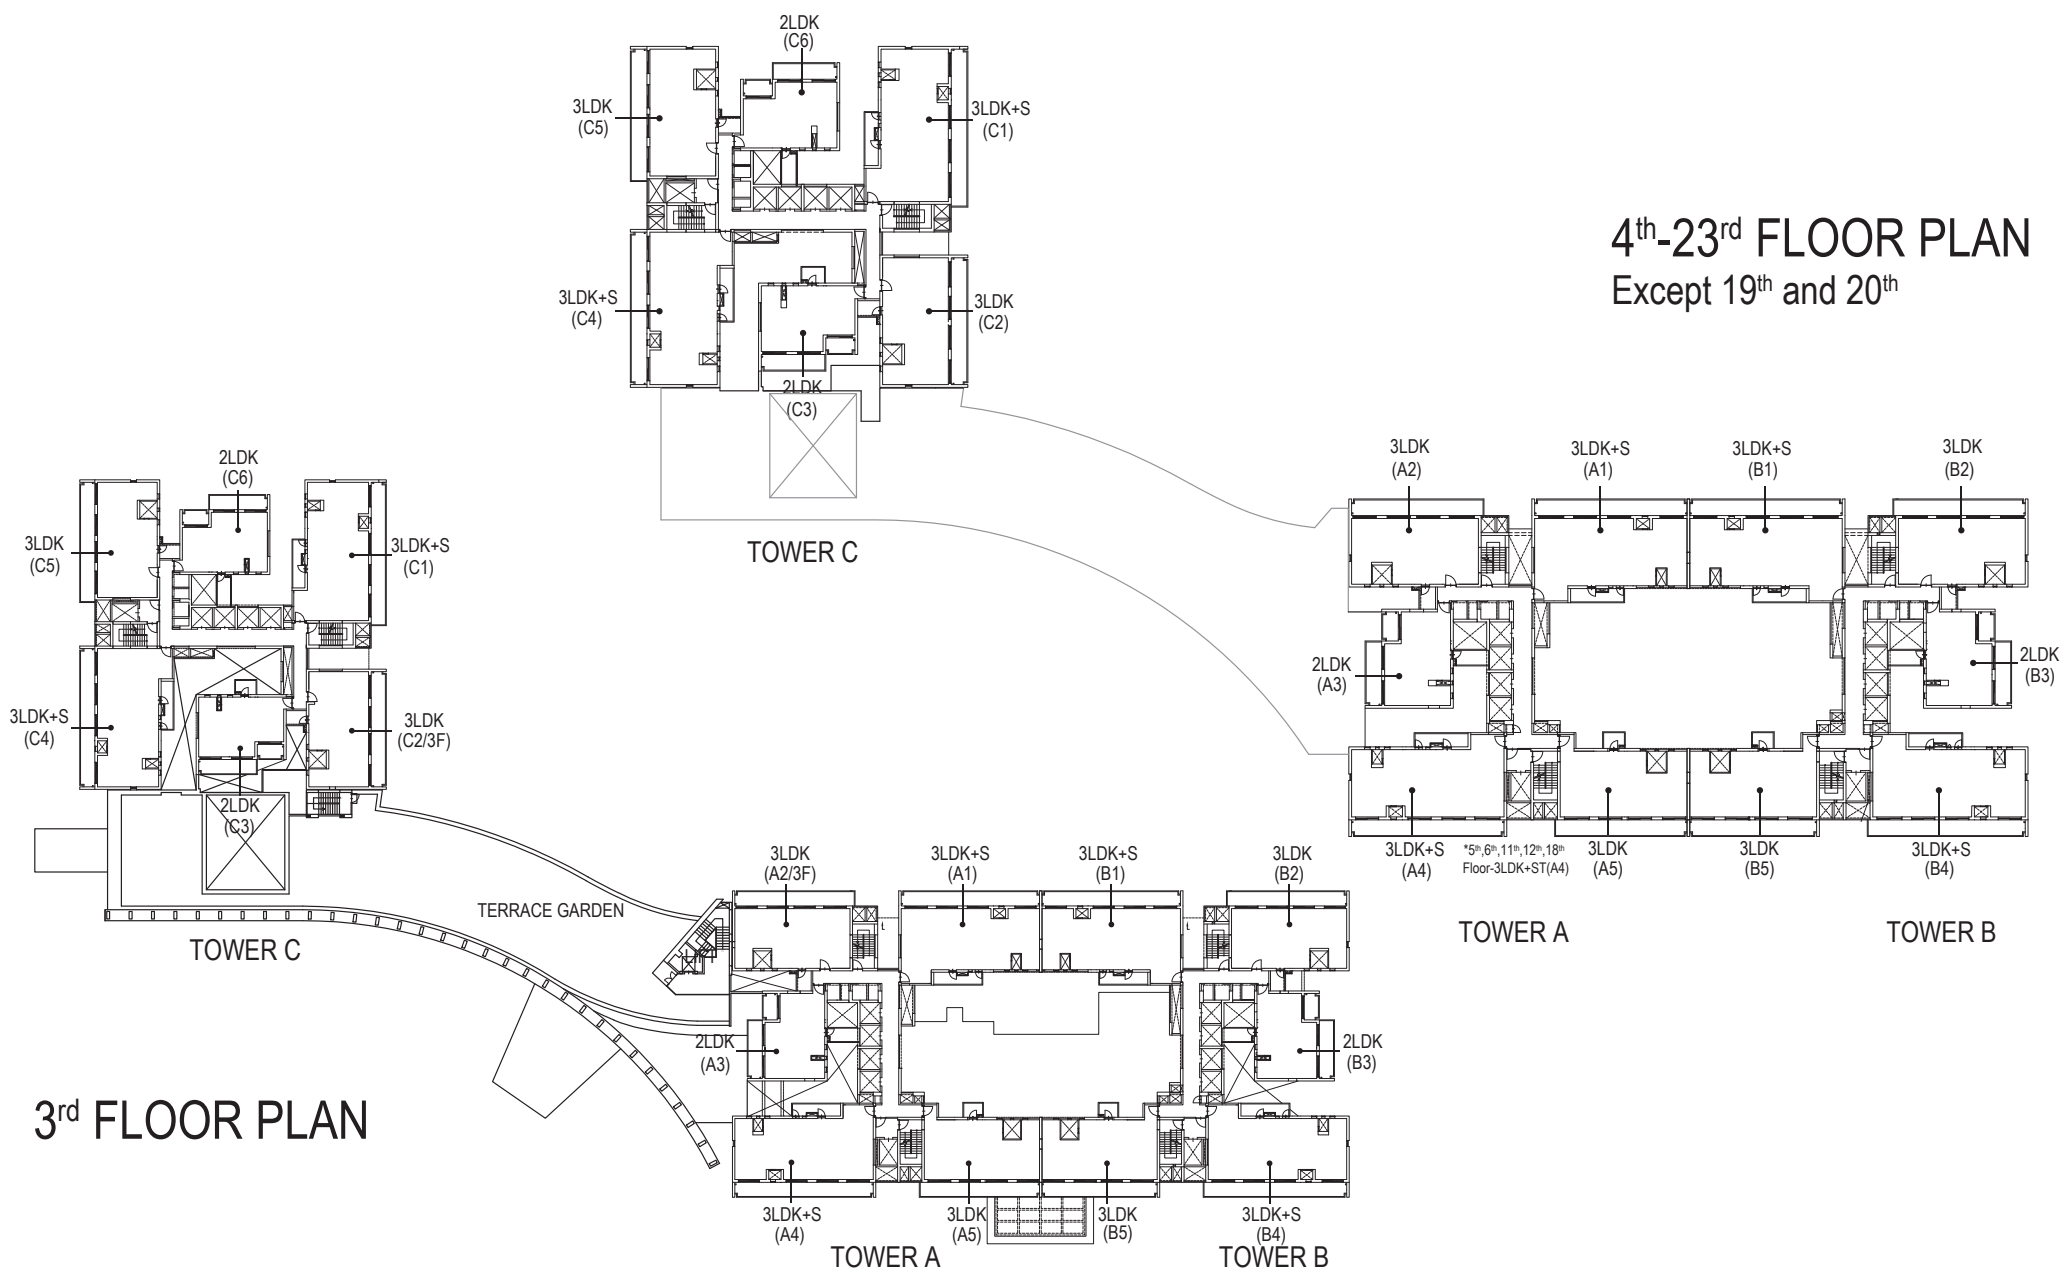 2LDK
(C6)
3LDK
(C5)
3LDK+S
(C1)
3LDK+S
(C4)
3LDK
(C2)
2LDK
(C3)
TOWER C
4th-23rd FLOOR PLAN
Except 19th and 20th
3LDK
(A2)
3LDK+S
(A1)
3LDK+S
(B1)
3LDK
(B2)
2LDK
(A3)
2LDK
(B3)
3LDK+S
(A4)
*5th,6th,11th,12th,18th
Floor-3LDK+ST(A4)
3LDK
(A5)
3LDK
(B5)
3LDK+S
(B4)
TOWER A
TOWER B
2LDK
(C6)
3LDK
(C5)
3LDK+S
(C1)
3LDK+S
(C4)
3LDK
(C2/3F)
2LDK
(C3)
TOWER C
TERRACE GARDEN
3LDK
(A2/3F)
3LDK+S
(A1)
3LDK+S
(B1)
3LDK
(B2)
2LDK
(A3)
2LDK
(B3)
3rd FLOOR PLAN
3LDK+S
(A4)
3LDK
(A5)
3LDK
(B5)
3LDK+S
(B4)
TOWER A
TOWER B